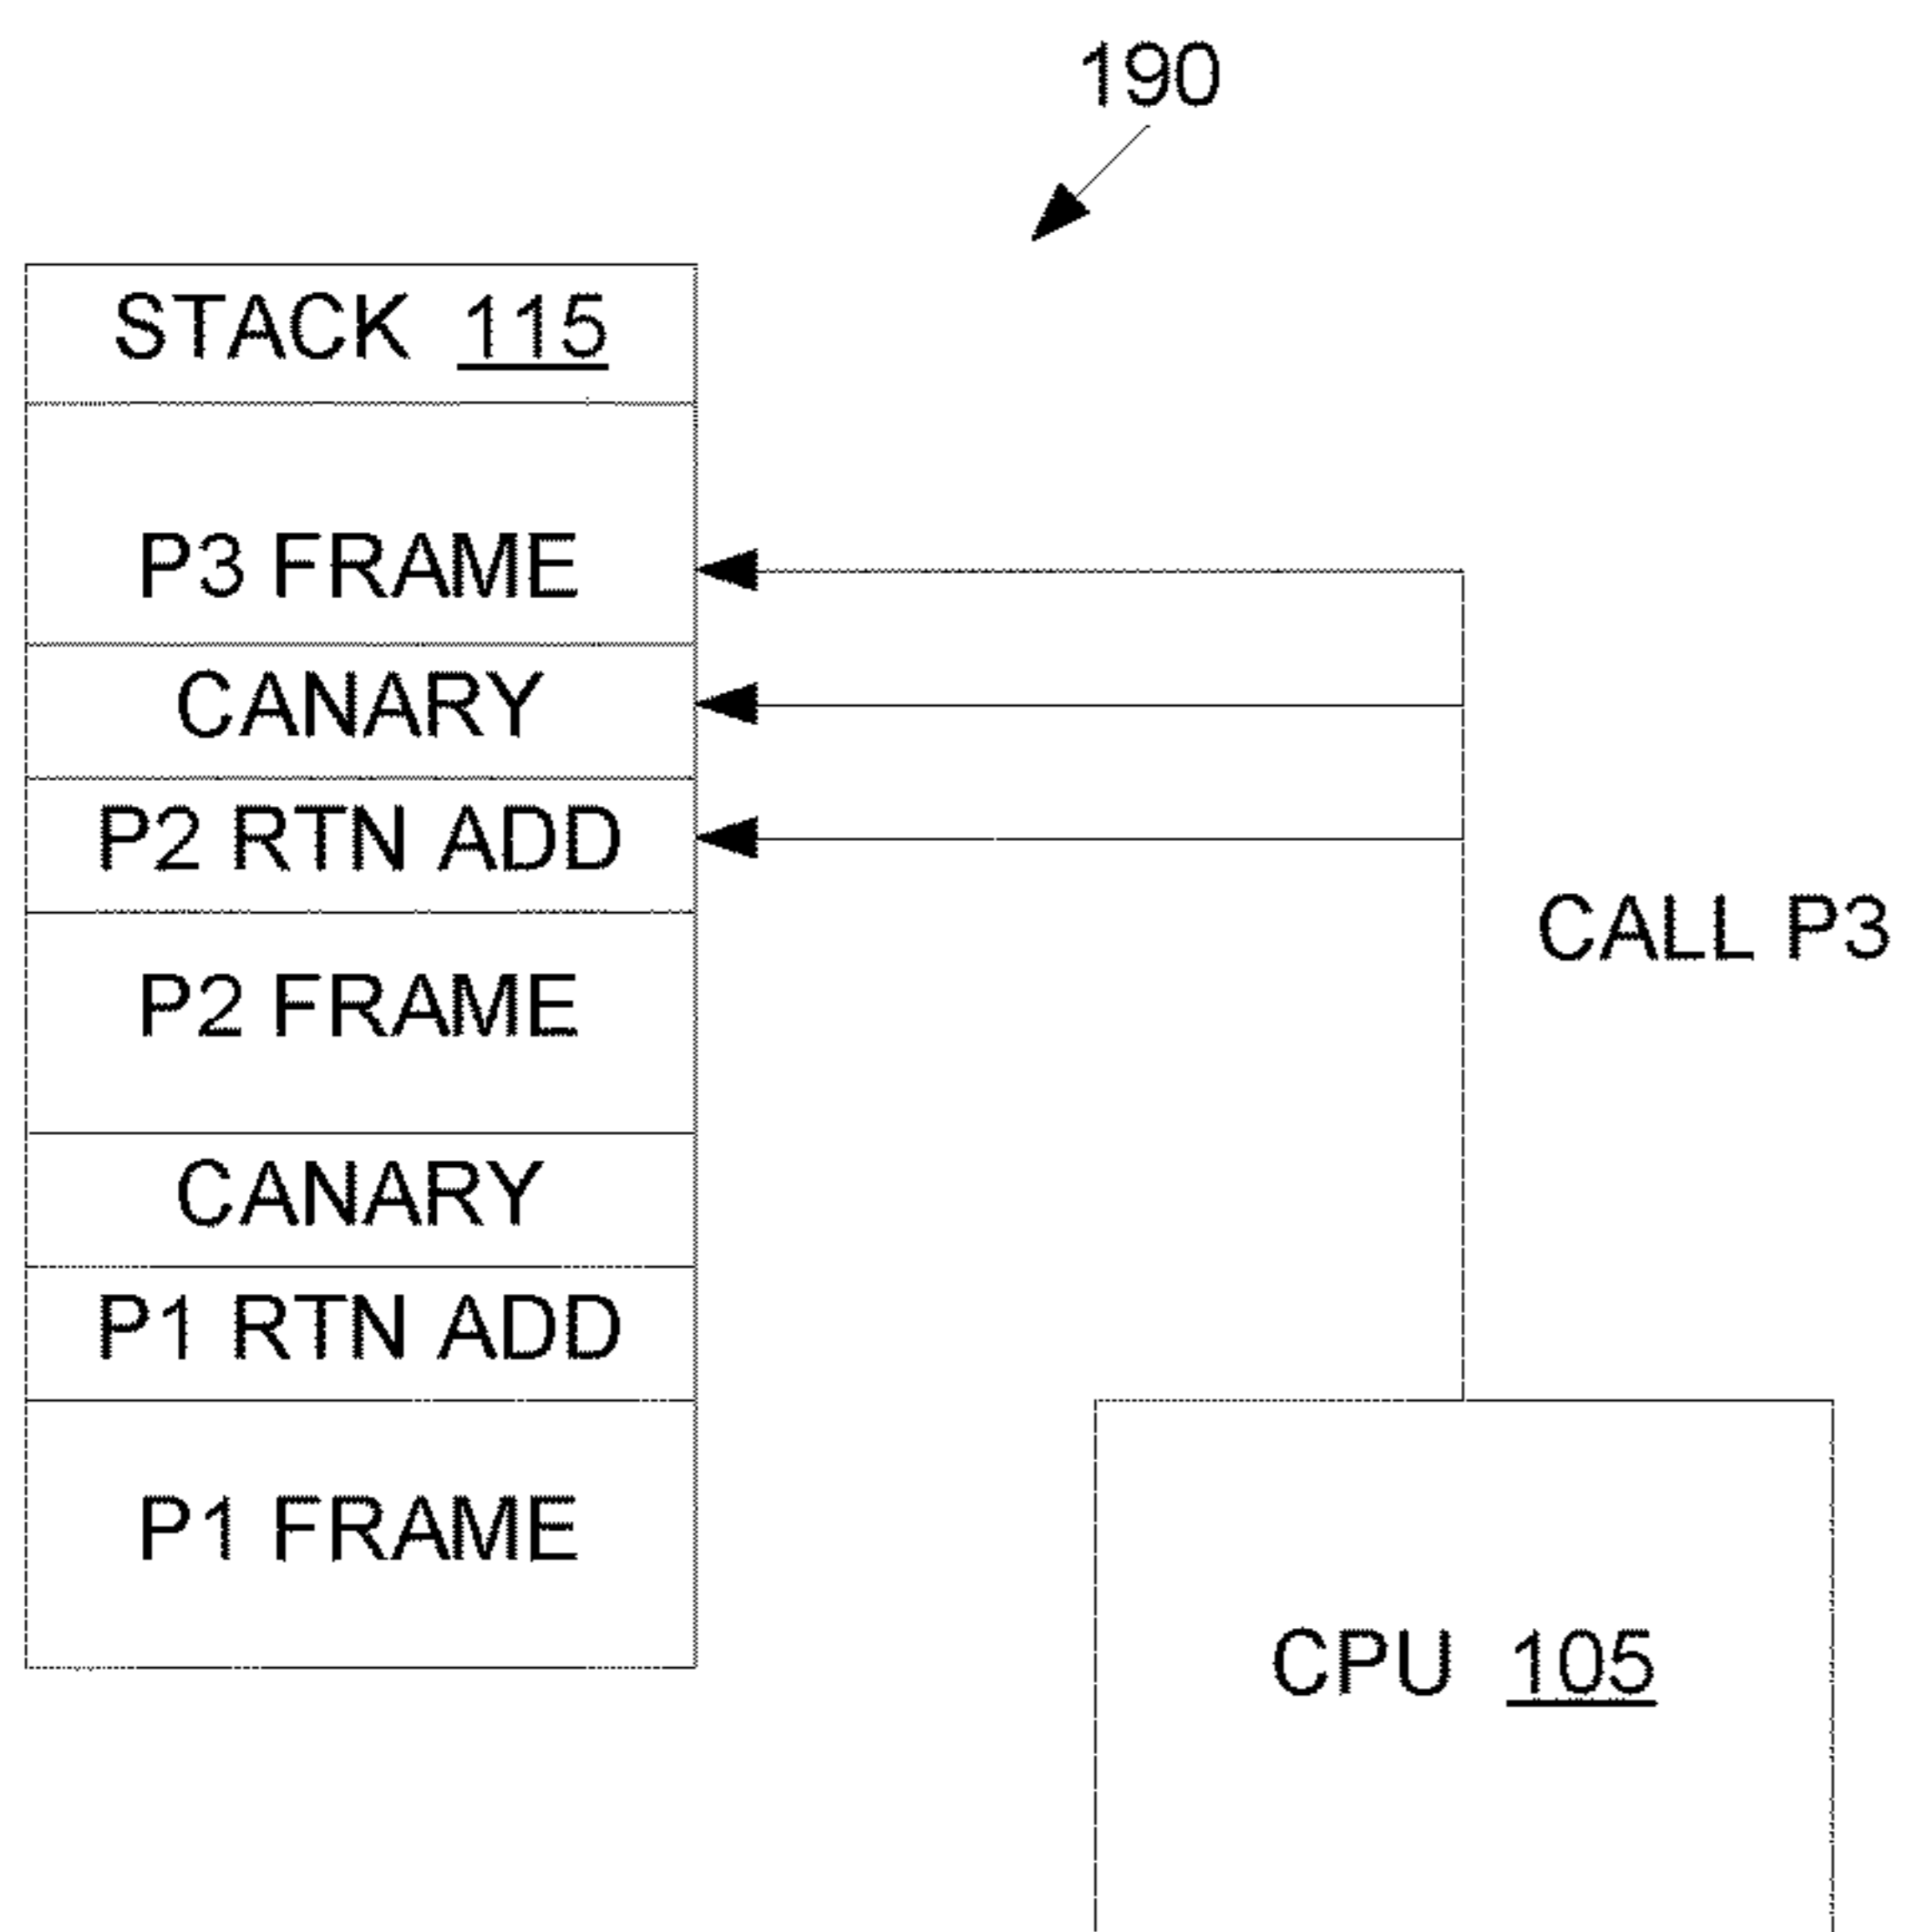 190
STACK 115
P3 FRAME
CANARY
P2 RTN ADD
CALL P3
P2 FRAME
CANARY
P1 RTN ADD
P1 FRAME
CPU 105